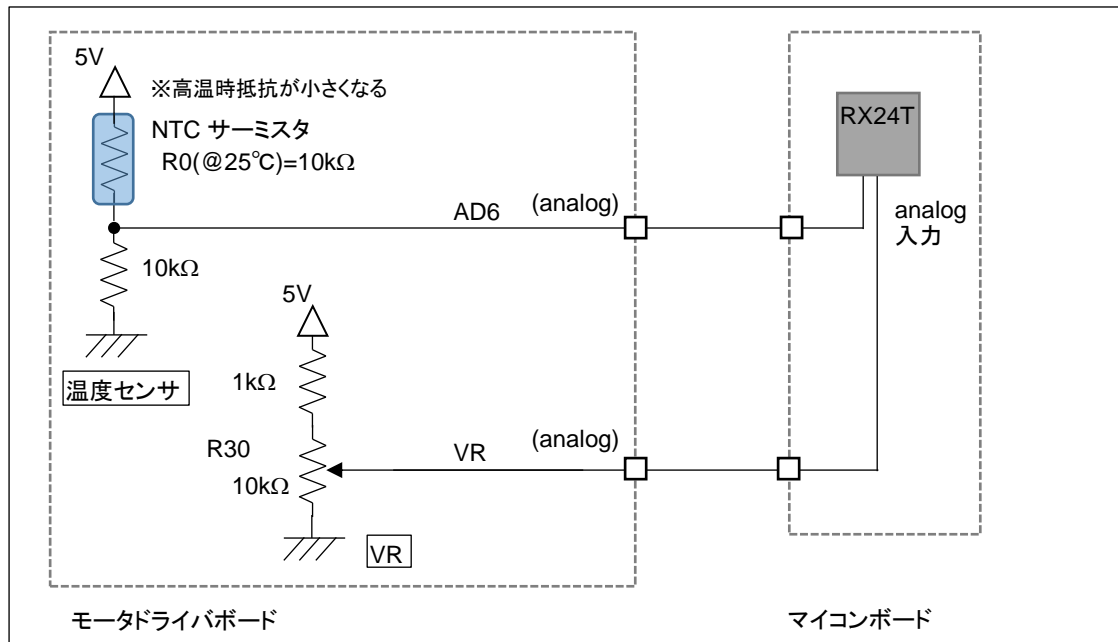 5V
※高温時抵抗が小さくなる
NTC サーミスタ
R0(@25℃)=10kΩ
RX24T
AD6
(analog)
analog
入力
10kΩ
5V
温度センサ
1kΩ
R30
10kΩ
VR
(analog)
VR
モータドライバボード
マイコンボード